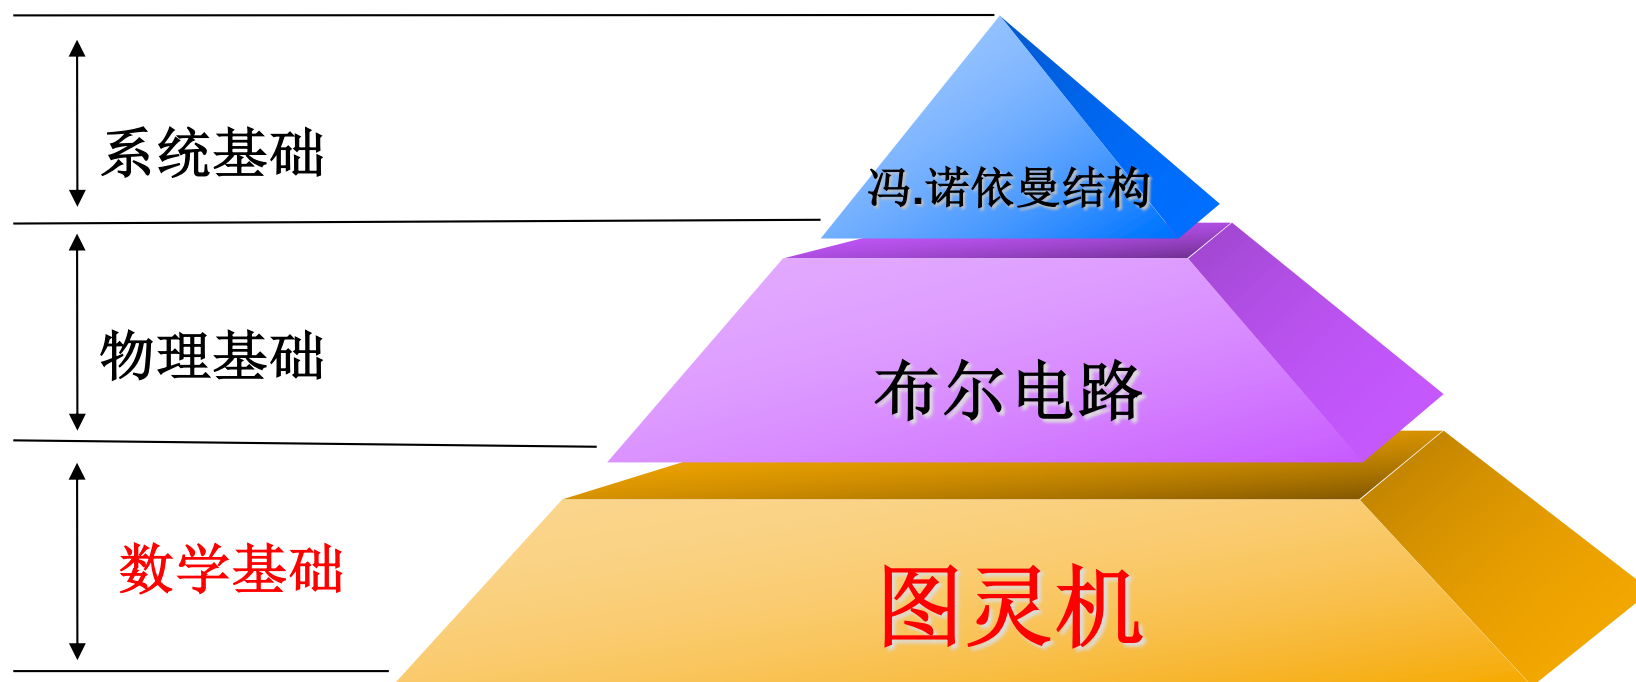 系统基础
冯.诺依曼结构
物理基础
布尔电路
数学基础
图灵机